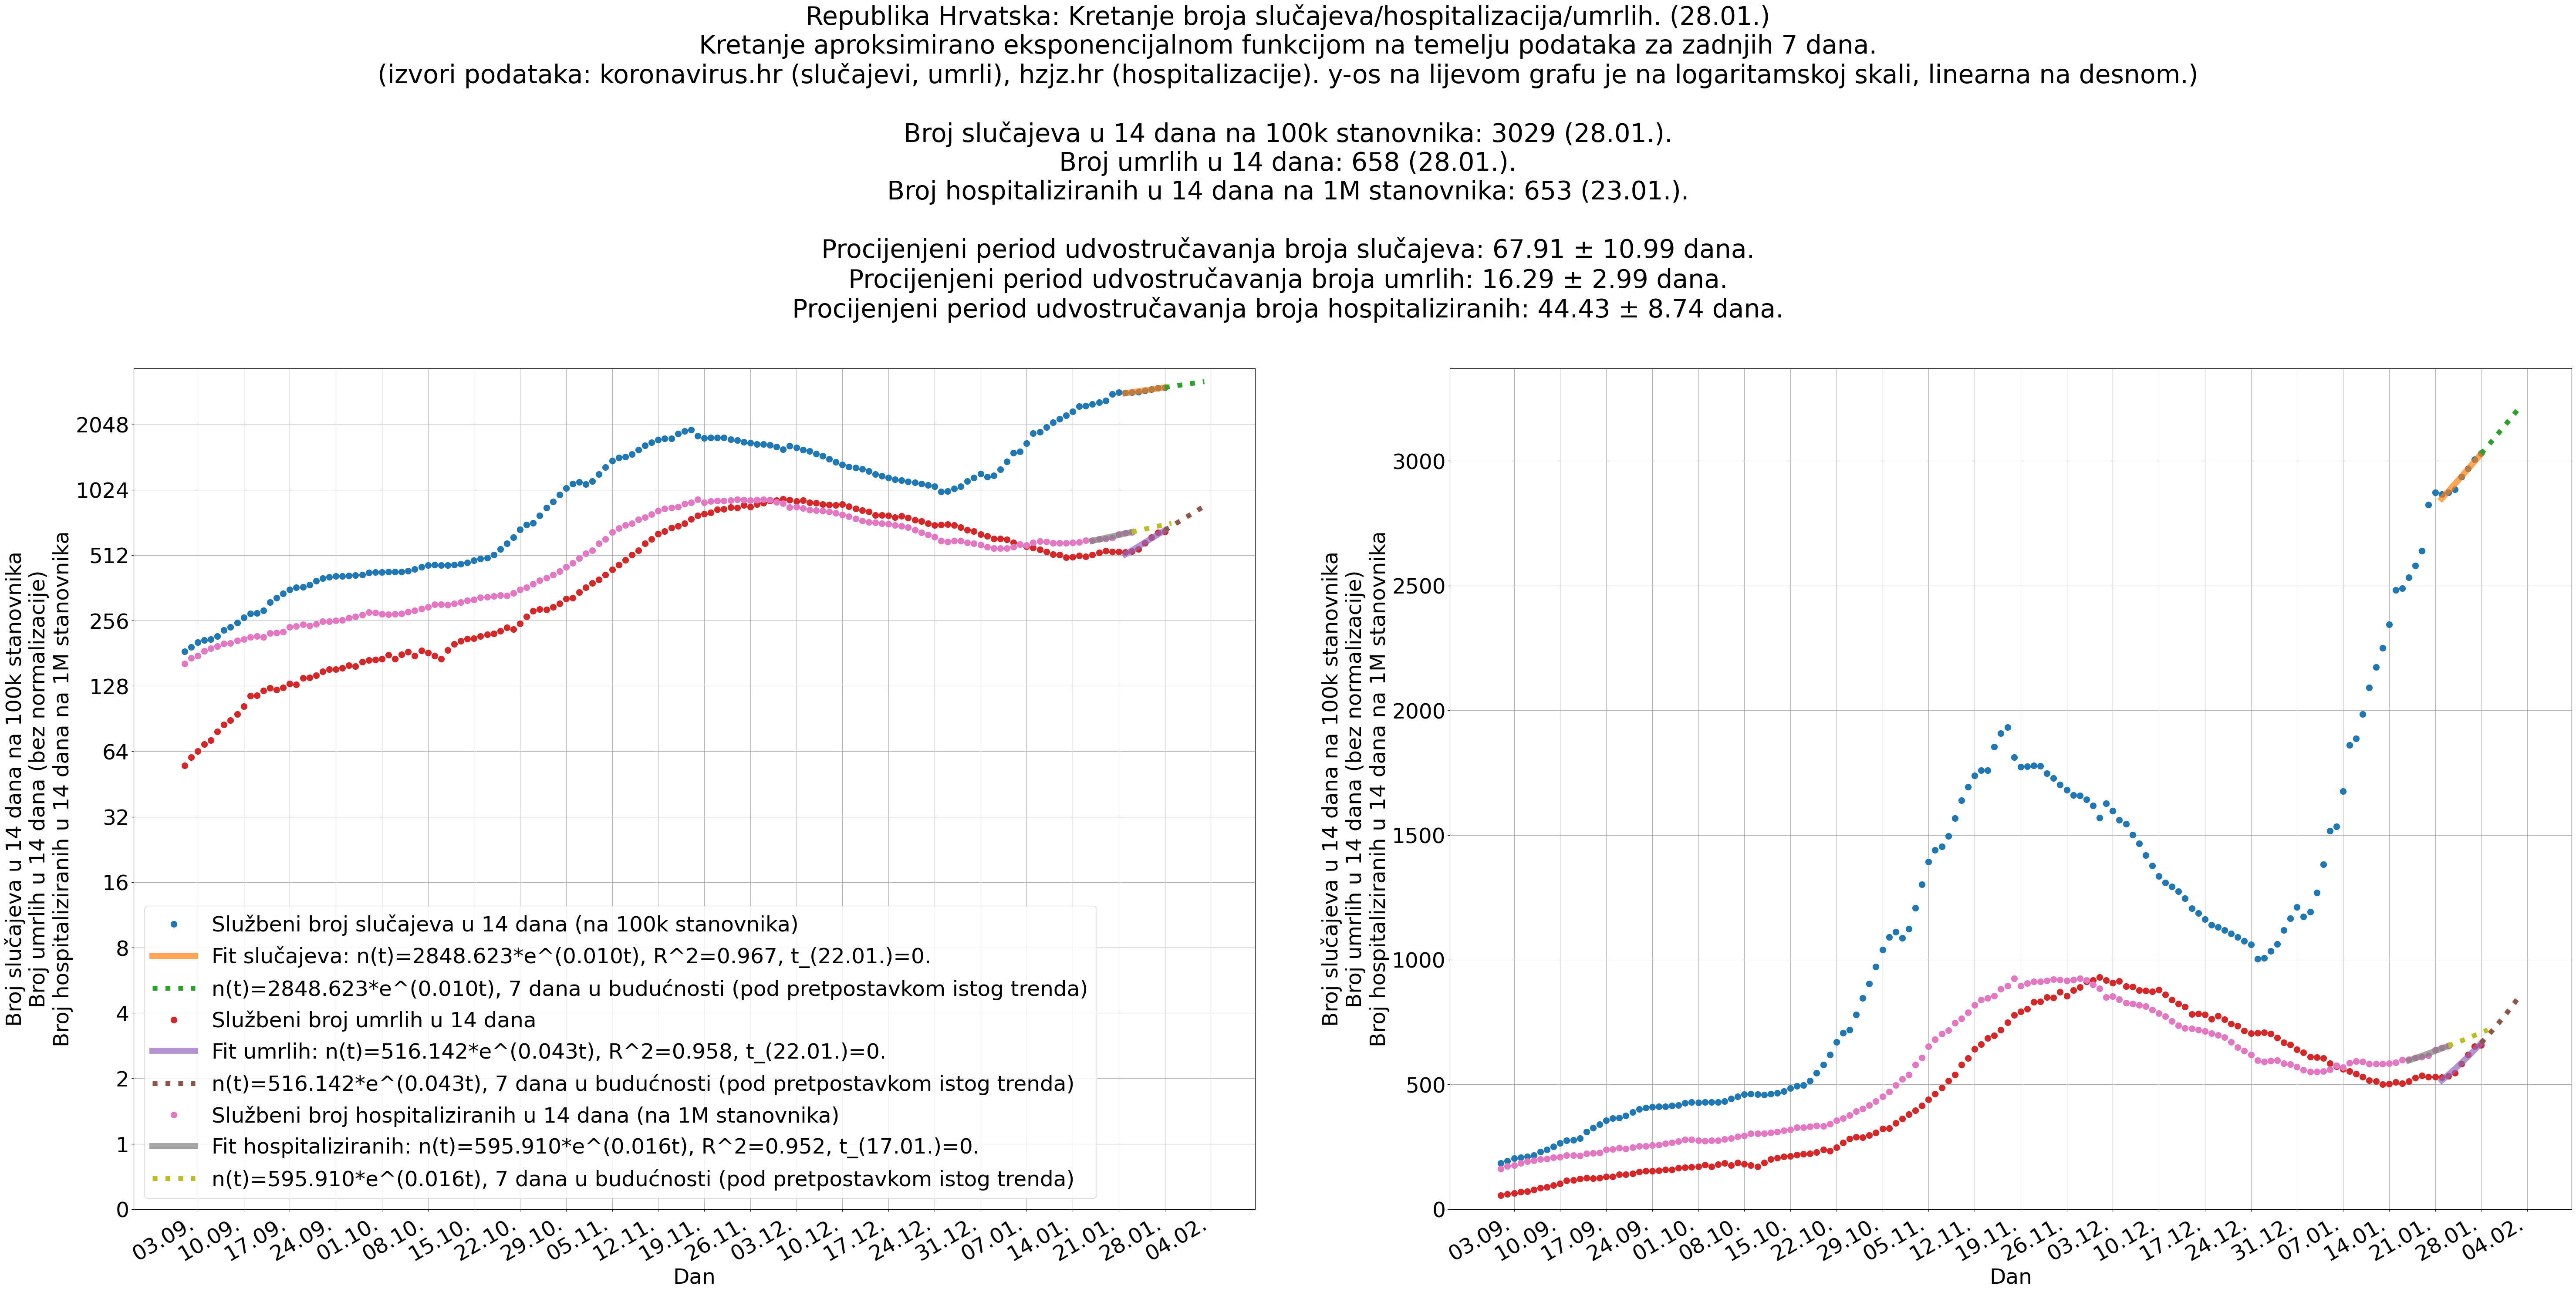 Republika Hrvatska: Kretanje broja slučajeva/hospitalizacija/umrlih. (28.01.)
Kretanje aproksimirano eksponencijalnom funkcijom na temelju podataka za zadnjih 7 dana.
(izvori podataka: koronavirus.hr (slučajevi, umrli), hzjz.hr (hospitalizacije). y-os na lijevom grafu je na logaritamskoj skali, linearna na desnom.)
Broj slučajeva u 14 dana na 100k stanovnika: 3029 (28.01.).
Broj umrlih u 14 dana: 658 (28.01.).
Broj hospitaliziranih u 14 dana na 1M stanovnika: 653 (23.01.).
Procijenjeni period udvostručavanja broja slučajeva: 67.91 ± 10.99 dana.
Procijenjeni period udvostručavanja broja umrlih: 16.29 ± 2.99 dana.
Procijenjeni period udvostručavanja broja hospitaliziranih: 44.43 ± 8.74 dana.
Broj slučajeva u 14 dana na 100k stanovnika
Broj umrlih u 14 dana (bez normalizacije)
Broj hospitaliziranih u 14 dana na 1M stanovnika
2048
1024
512
256
128
64
32
16
8
4
2
1
0
Službeni broj slučajeva u 14 dana (na 100k stanovnika)
Fit slučajeva: n(t)=2848.623*e^(0.010t), R^2=0.967, t_(22.01.)=0.
n(t)=2848.623*e^(0.010t), 7 dana u budućnosti (pod pretpostavkom istog trenda)
Službeni broj umrlih u 14 dana
Fit umrlih: n(t)=516.142*e^(0.043t), R^2=0.958, t_(22.01.)=0.
n(t)=516.142*e^(0.043t), 7 dana u budućnosti (pod pretpostavkom istog trenda)
Službeni broj hospitaliziranih u 14 dana (na 1M stanovnika)
Fit hospitaliziranih: n(t)=595.910*e^(0.016t), R^2=0.952, t_(17.01.)=0.
n(t)=595.910*e^(0.016t), 7 dana u budućnosti (pod pretpostavkom istog trenda)
03.09. 10.09. 17.09. 24.09. 01.10. 08.10. 15.10. 22.10. 29.10. 05.11. 12.11. 19.11. 26.11. 03.12. 10.12. 17.12. 24.12. 31.12. 07.01. 14.01. 21.01. 28.01. 04.02.
Dan
Broj slučajeva u 14 dana na 100k stanovnika
Broj umrlih u 14 dana (bez normalizacije)
Broj hospitaliziranih u 14 dana na 1M stanovnika
3000
2500
2000
1500
1000
500
0
03.09. 10.09. 17.09. 24.09. 01.10. 08.10. 15.10. 22.10. 29.10. 05.11. 12.11. 19.11. 26.11. 03.12. 10.12. 17.12. 24.12. 31.12. 07.01. 14.01. 21.01. 28.01. 04.02.
Dan